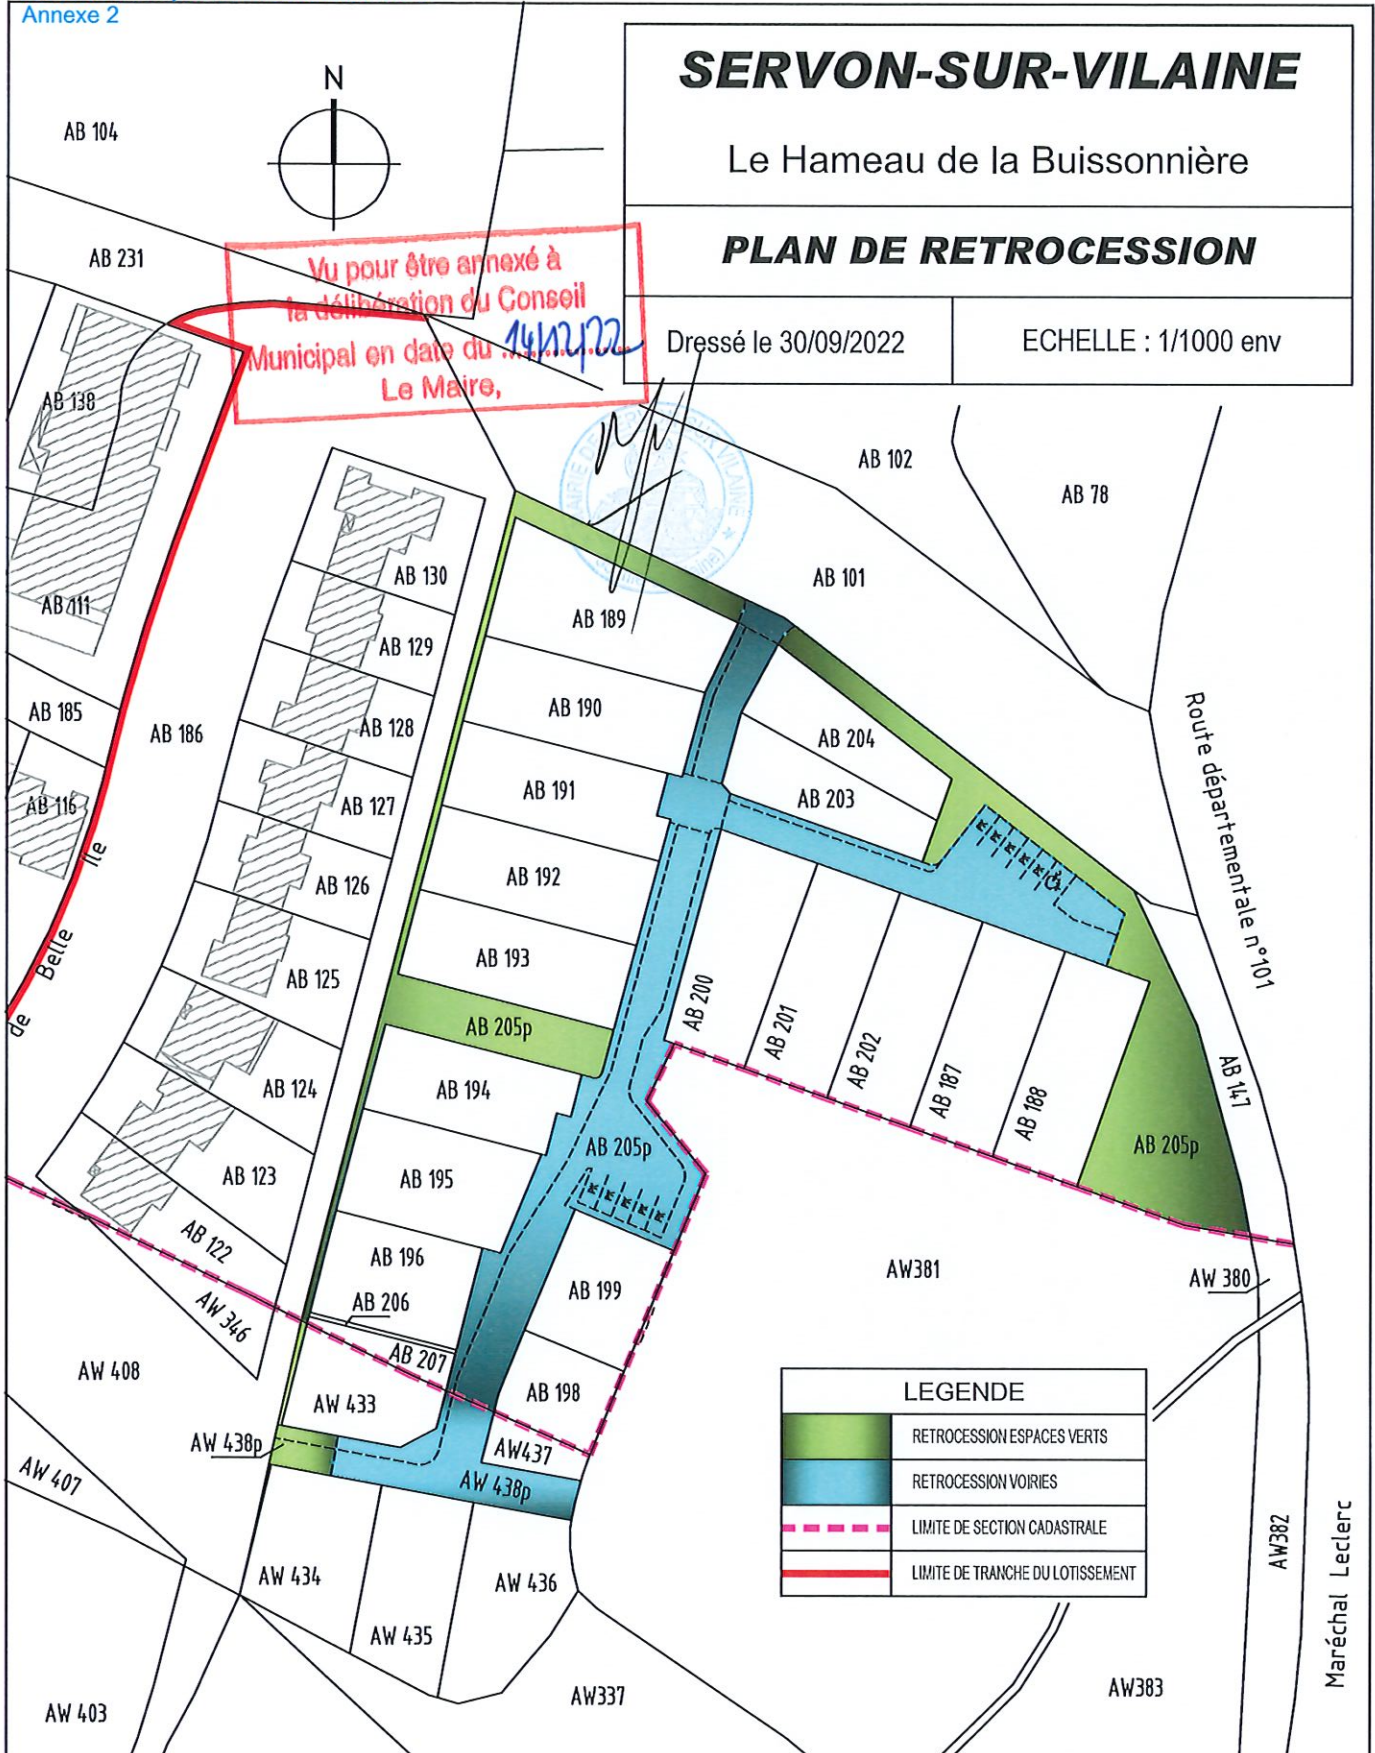 Annexe 2
SERVON-SUR-VILAINE
Le Hameau de la Buissonnière
PLAN DE RETROCESSION
Dressé le 30/09/2022
ECHELLE : 1/1000 env
N
Vu pour être annexé à
la délibération du Conseil
Municipal en date du 14/12/22
Le Maire,
AB 104
AB 231
AB 138
AB 111
AB 185
AB 186
AB 116
de Belle Ile
AB 130
AB 129
AB 128
AB 127
AB 126
AB 125
AB 124
AB 123
AB 122
AW 346
AB 102
AB 78
AB 101
AB 189
AB 190
AB 191
AB 192
AB 193
AB 205p
AB 194
AB 195
AB 196
AB 206
AB 207
AB 204
AB 203
AB 200
AB 201
AB 202
AB 187
AB 188
AB 205p
AB 205p
AB 147
Route départementale n°101
AB 199
AB 198
AW381
AW 380
AW 408
AW 433
AW 438p
AW437
AW 438p
AW 407
AW 434
AW 435
AW 436
AW 403
AW337
AW383
AW382
Maréchal Leclerc
LEGENDE
RETROCESSION ESPACES VERTS
RETROCESSION VOIRIES
LIMITE DE SECTION CADASTRALE
LIMITE DE TRANCHE DU LOTISSEMENT